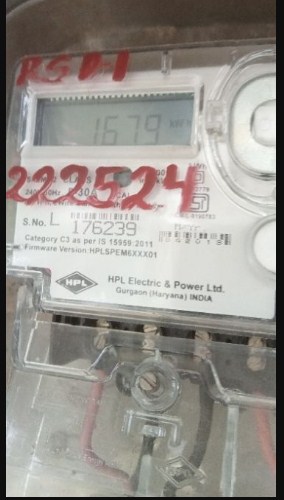 RSD-1
1679
222524
S.No. L 176239
Category C3 as per IS 15959:2011
Firmware Version:HPLSPEM6XXX01
HPL
HPL Electric & Power Ltd.
Gurgaon (Haryana) INDIA